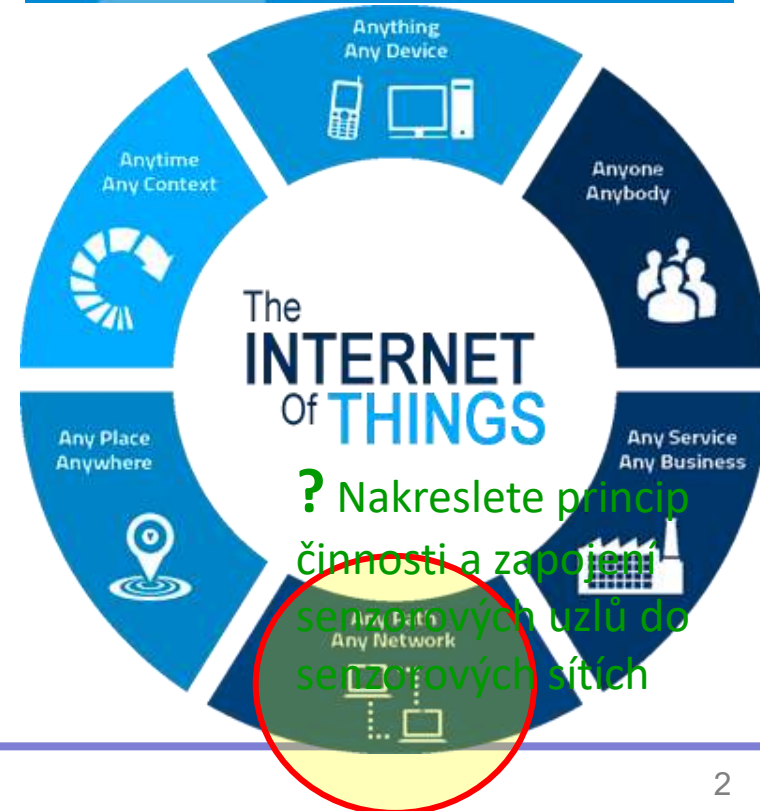 Anything
Any Device
Anytime
Any Context
Anyone
Anybody
The
INTERNET
Of THINGS
Any Place
Anywhere
Any Service
Any Business
? Nakreslete princip
činnosti a zapojení
senzorových uzlů do
senzorových sítích
Any Path
Any Network
2